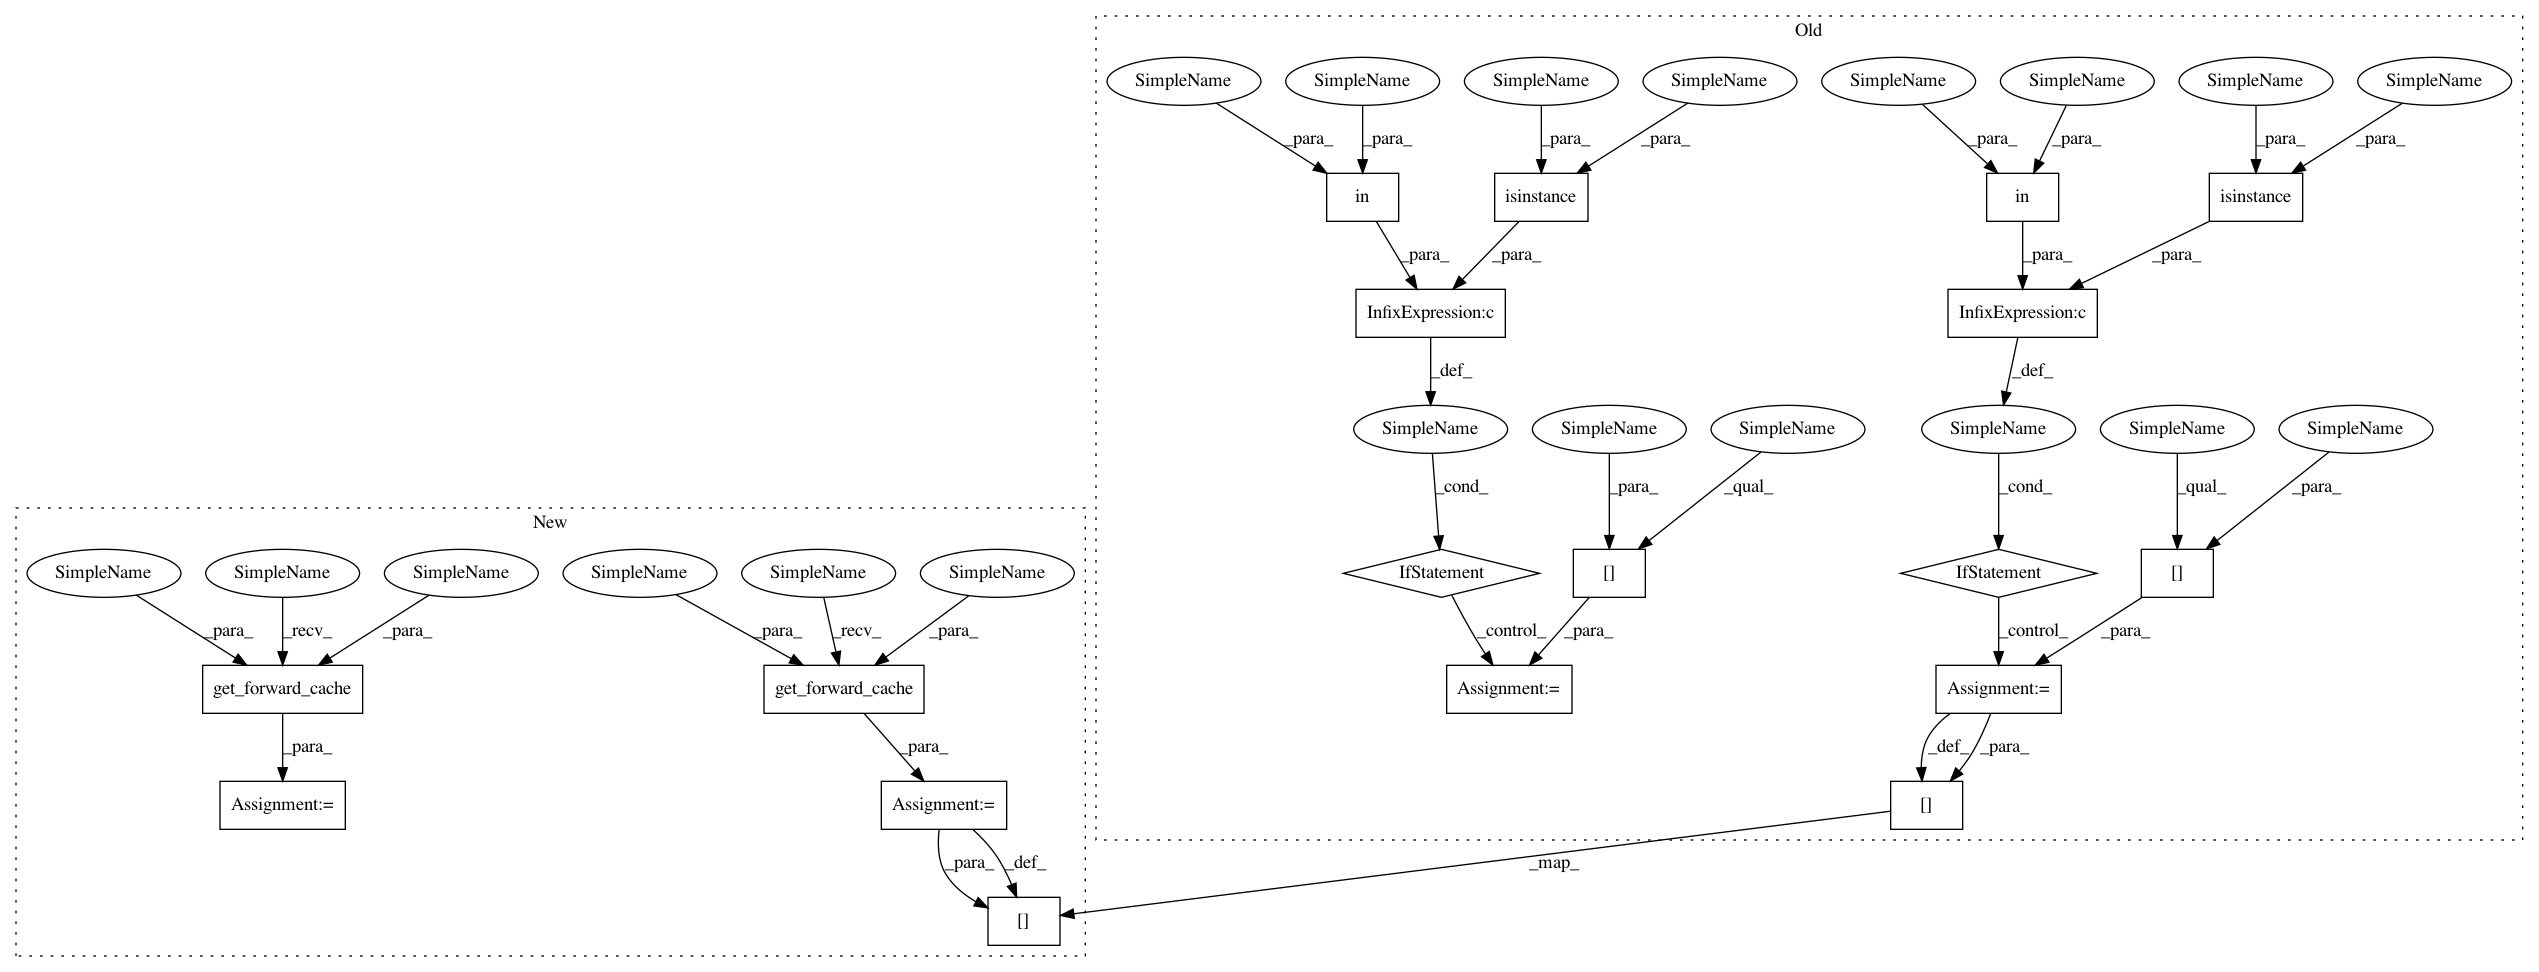 Old
SimpleName SimpleName SimpleName SimpleName SimpleName SimpleName SimpleName SimpleName
_para_ _para_ _para_ _para_ _para_ _para_ _para_ _para_
in isinstance in isinstance
_para_ _para_ _para_ _para_
InfixExpression:c InfixExpression:c
_def_ _def_
SimpleName SimpleName SimpleName SimpleName SimpleName SimpleName
_cond_ _para_ _qual_ _cond_ _qual_ _para_
IfStatement [] IfStatement []
_control_ _para_ _control_ _para_
Assignment:= Assignment:=
_def_ _para_
[]
New
SimpleName SimpleName SimpleName SimpleName SimpleName SimpleName
_para_ _recv_ _para_ _para_ _recv_ _para_
get_forward_cache get_forward_cache
_para_ _para_
Assignment:= Assignment:=
_para_ _def_ _map_
[]